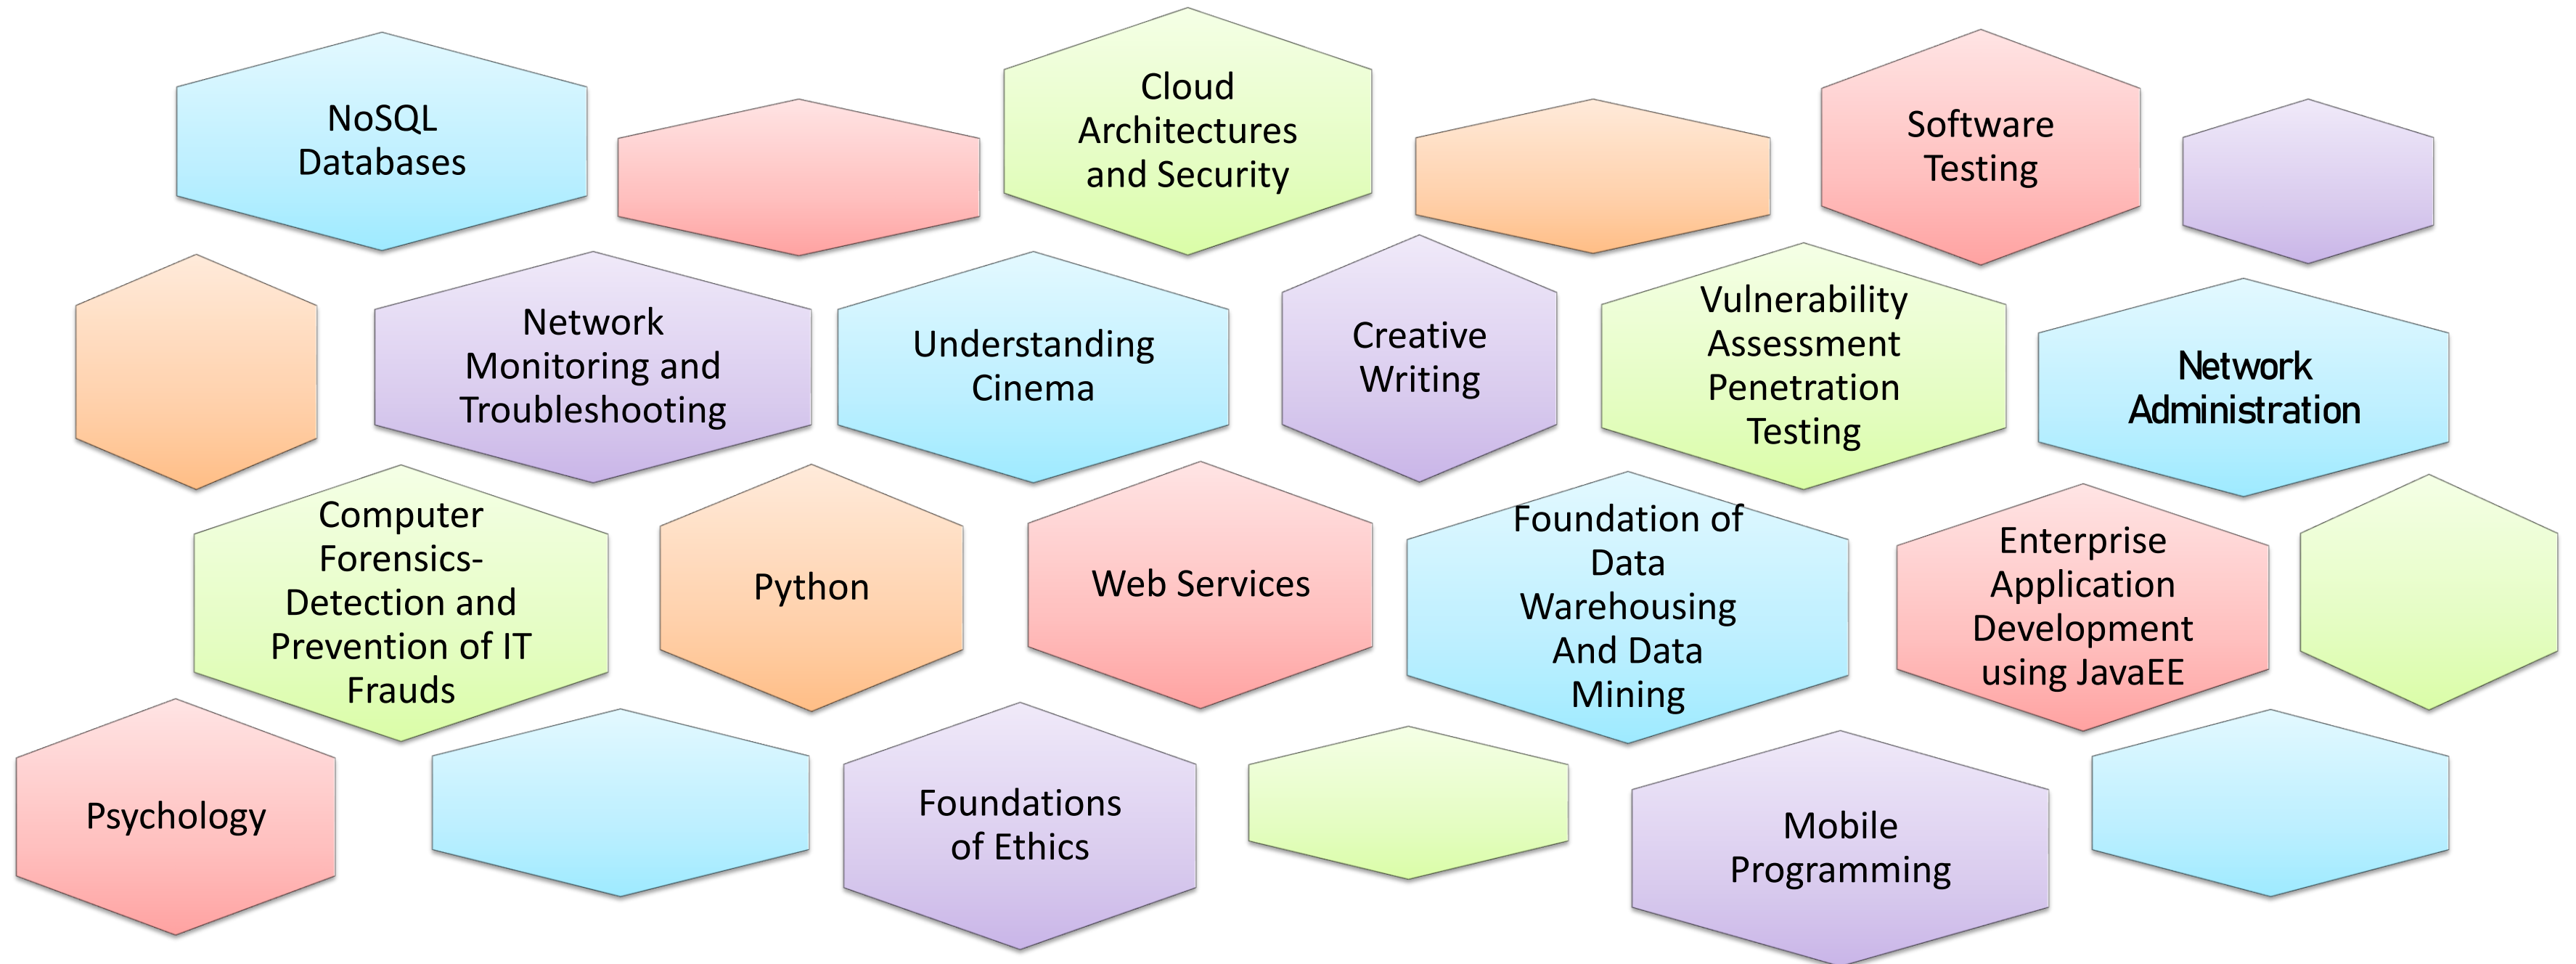 NoSQL
Databases
Cloud
Architectures
and Security
Software
Testing
Network
Monitoring and
Troubleshooting
Understanding
Cinema
Creative
Writing
Vulnerability
Assessment
Penetration
Testing
Network
Administration
Computer
Forensics-
Detection and
Prevention of IT
Frauds
Python
Web Services
Foundation of
Data
Warehousing
And Data
Mining
Enterprise
Application
Development
using JavaEE
Psychology
Foundations
of Ethics
Mobile
Programming